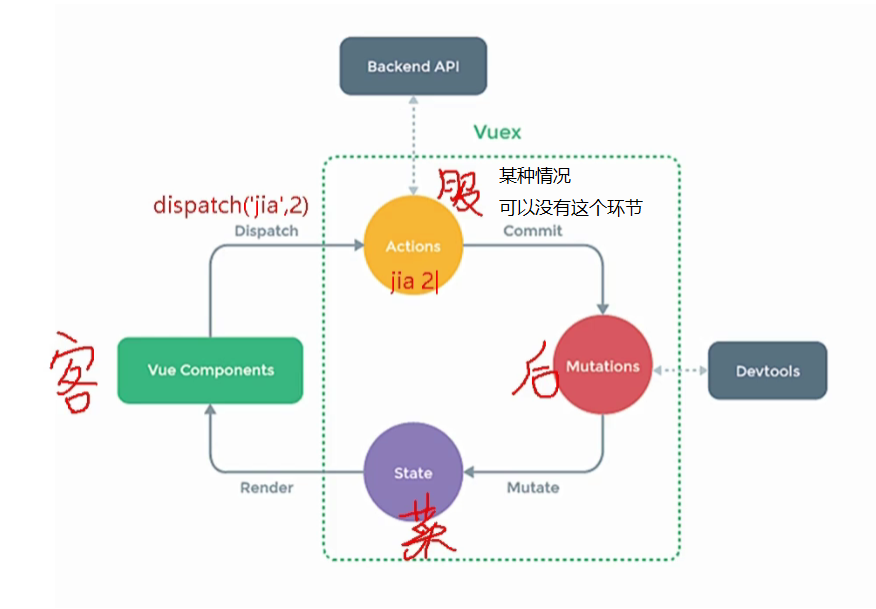 Backend API
Vuex
服
某种情况
可以没有这个环节
dispatch('jia',2)
Dispatch
Actions
Commit
jia 2
客
Vue Components
后
Mutations
Devtools
State
Render
Mutate
菜